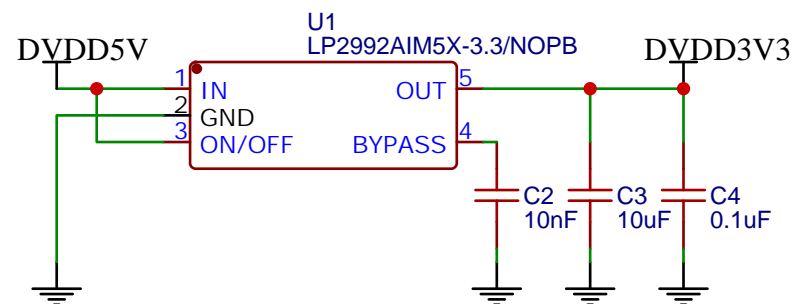 U1
LP2992AIM5X-3.3/NOPB
DVDD5V
DVDD3V3
1
IN
OUT
5
2
GND
3
ON/OFF
BYPASS
4
C2
10nF
C3
10uF
C4
0.1uF